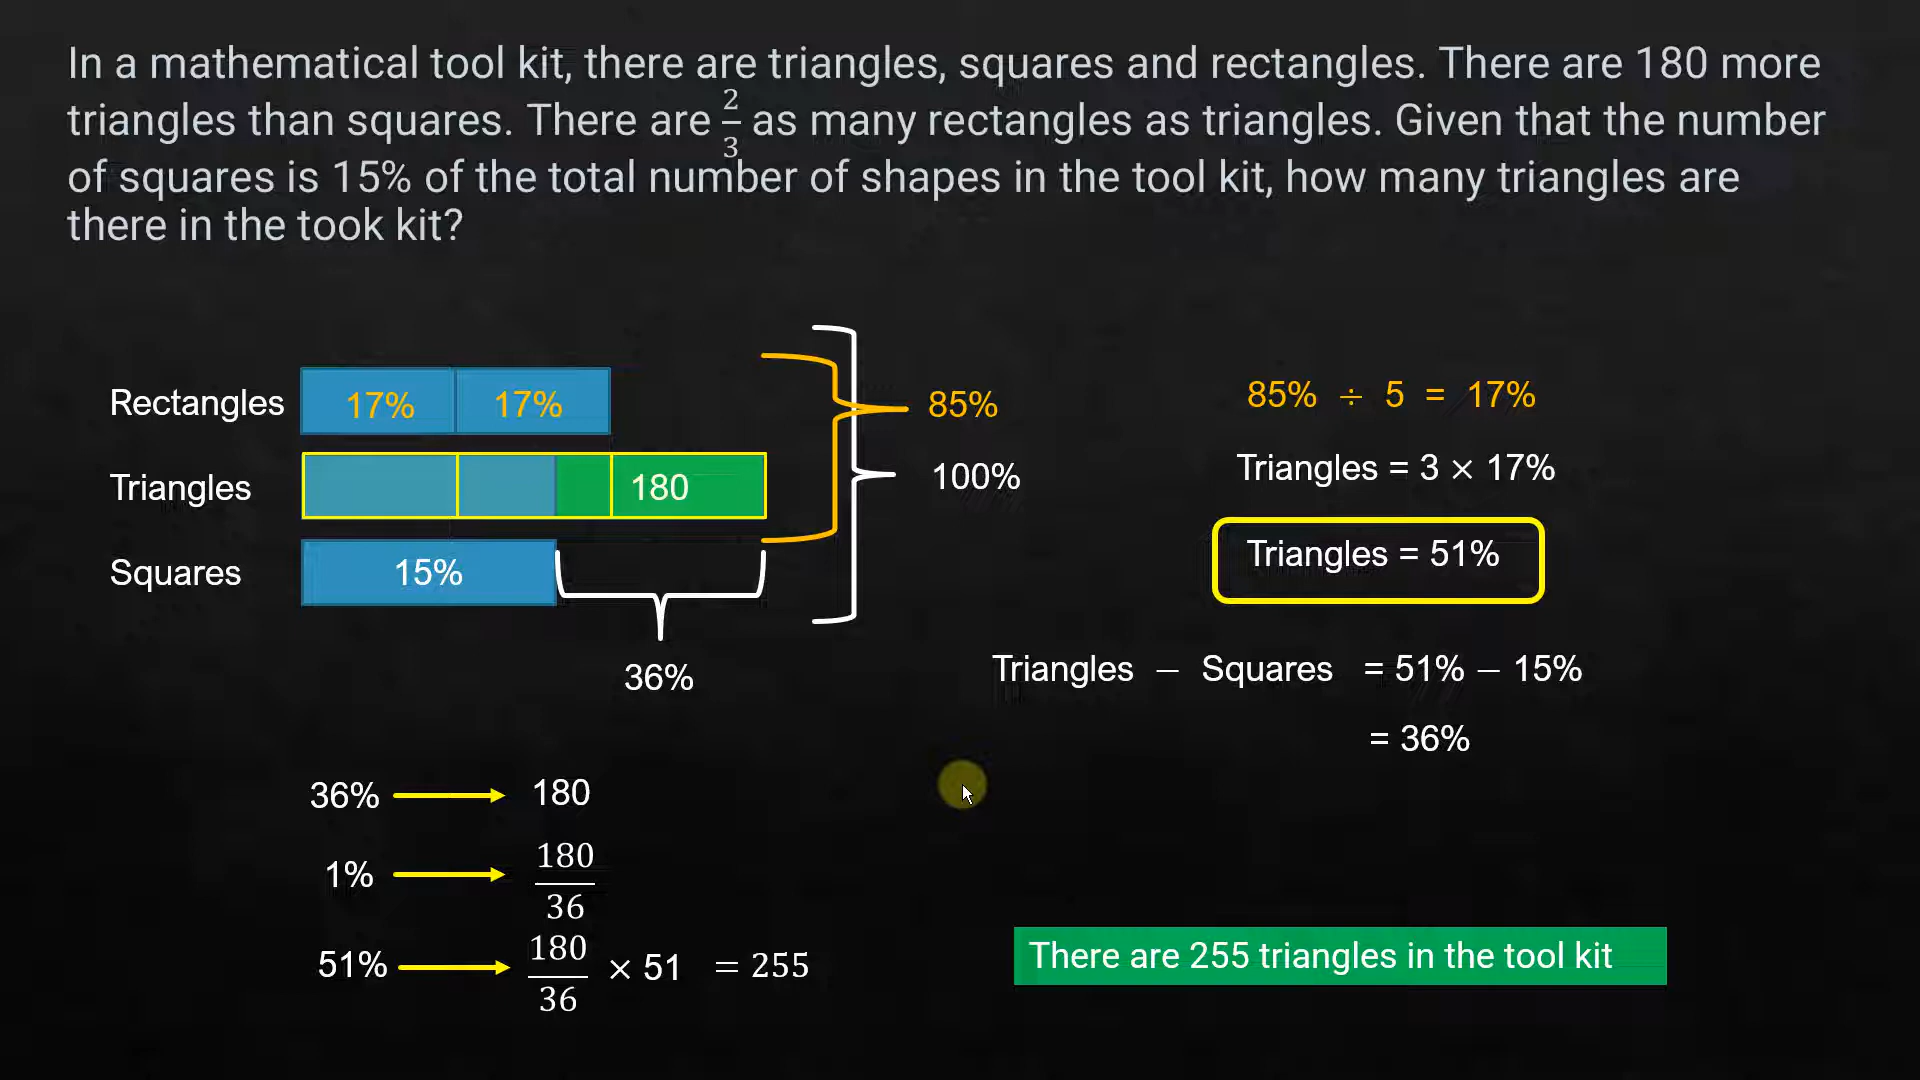 In a mathematical tool kit, there are triangles, squares and rectangles. There are 180 more
triangles than squares. There are 2/3 as many rectangles as triangles. Given that the number
of squares is 15% of the total number of shapes in the tool kit, how many triangles are
there in the took kit?
Rectangles 17% 17%
85%
85% ÷ 5 = 17%
Triangles 180
100%
Triangles = 3 × 17%
Squares 15%
Triangles = 51%
36%
Triangles – Squares = 51% – 15%
= 36%
36% → 180
1% → 180/36
51% → 180/36 × 51 = 255
There are 255 triangles in the tool kit